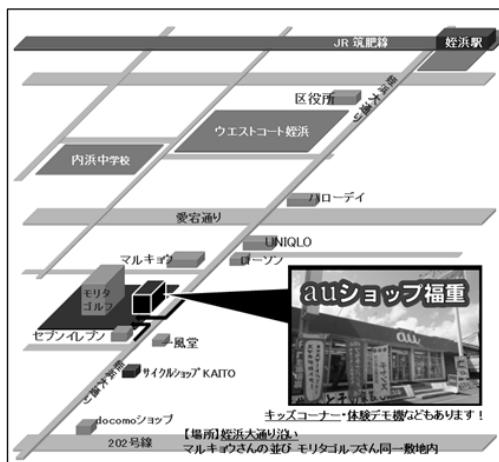 JR 筑肥線
姪浜駅
区役所
姪浜大通り
ウエストコート姪浜
内浜中学校
ハローデイ
愛宕通り
UNIQLO
マルキョウ
ローソン
モリタ
ゴルフ
auショップ福重
au
セブンイレブン
一風堂
サイクルショップKAITO
キッズコーナー・体験デモ機などもあります！
姪浜大通り
docomoショップ
202号線
【場所】姪浜大通り沿い
マルキョウさんの並び モリタゴルフさん同一敷地内